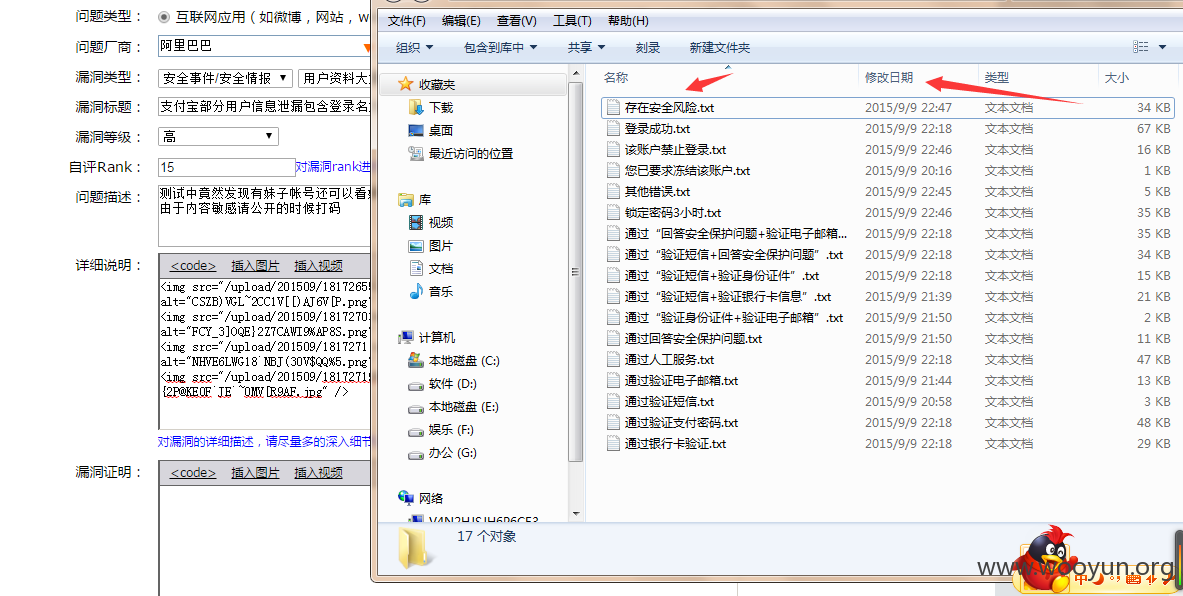 问题类型： 互联网应用（如微博，网站，w
问题厂商： 阿里巴巴
漏洞类型： 安全事件/安全情报 用户资料大
漏洞标题： 支付宝部分用户信息泄漏包含登录名
漏洞等级： 高
自评Rank： 15 对漏洞rank进
问题描述： 测试中竟然发现有妹子帐号还可以看
由于内容敏感请公开的时候打码
详细说明： <code> 插入图片 插入视频
<img src="/upload/201509/1817265
alt="CSZB)VGL~2CC1V[[)AJ6V[P.png"
<img src="/upload/201509/1817270
alt="FCY_3]OQE}2Z7CAWI9%AP8S.png"
<img src="/upload/201509/181727
alt="NHVE6LWG18`NBJ(3OV$QQ%5.png"
<img src="/upload/201509/1817271
{2P@KEOF`JE`~OMV[R9AF.jpg" />
对漏洞的详细描述，请尽量多的深入细节
漏洞证明： <code> 插入图片 插入视频
文件(F) 编辑(E) 查看(V) 工具(T) 帮助(H)
组织 包含到库中 共享 刻录 新建文件夹
收藏夹
下载
桌面
最近访问的位置
库
视频
图片
文档
音乐
计算机
本地磁盘 (C:)
软件 (D:)
本地磁盘 (E:)
娱乐 (F:)
办公 (G:)
网络
名称 修改日期 类型 大小
存在安全风险.txt 2015/9/9 22:47 文本文档 34 KB
登录成功.txt 2015/9/9 22:18 文本文档 67 KB
该账户禁止登录.txt 2015/9/9 22:46 文本文档 16 KB
您已要求冻结该账户.txt 2015/9/9 20:16 文本文档 1 KB
其他错误.txt 2015/9/9 22:45 文本文档 5 KB
锁定密码3小时.txt 2015/9/9 22:46 文本文档 35 KB
通过“回答安全保护问题+验证电子邮箱... 2015/9/9 22:18 文本文档 35 KB
通过“验证短信+回答安全保护问题”.txt 2015/9/9 22:18 文本文档 34 KB
通过“验证短信+验证身份证件”.txt 2015/9/9 22:18 文本文档 15 KB
通过“验证短信+验证银行卡信息”.txt 2015/9/9 21:39 文本文档 21 KB
通过“验证身份证件+验证电子邮箱”.txt 2015/9/9 21:50 文本文档 2 KB
通过回答安全保护问题.txt 2015/9/9 21:50 文本文档 11 KB
通过人工服务.txt 2015/9/9 22:18 文本文档 47 KB
通过验证电子邮箱.txt 2015/9/9 21:44 文本文档 13 KB
通过验证短信.txt 2015/9/9 20:58 文本文档 3 KB
通过验证支付密码.txt 2015/9/9 22:18 文本文档 48 KB
通过银行卡验证.txt 2015/9/9 22:18 文本文档 29 KB
17 个对象
www.wooyun.org
中